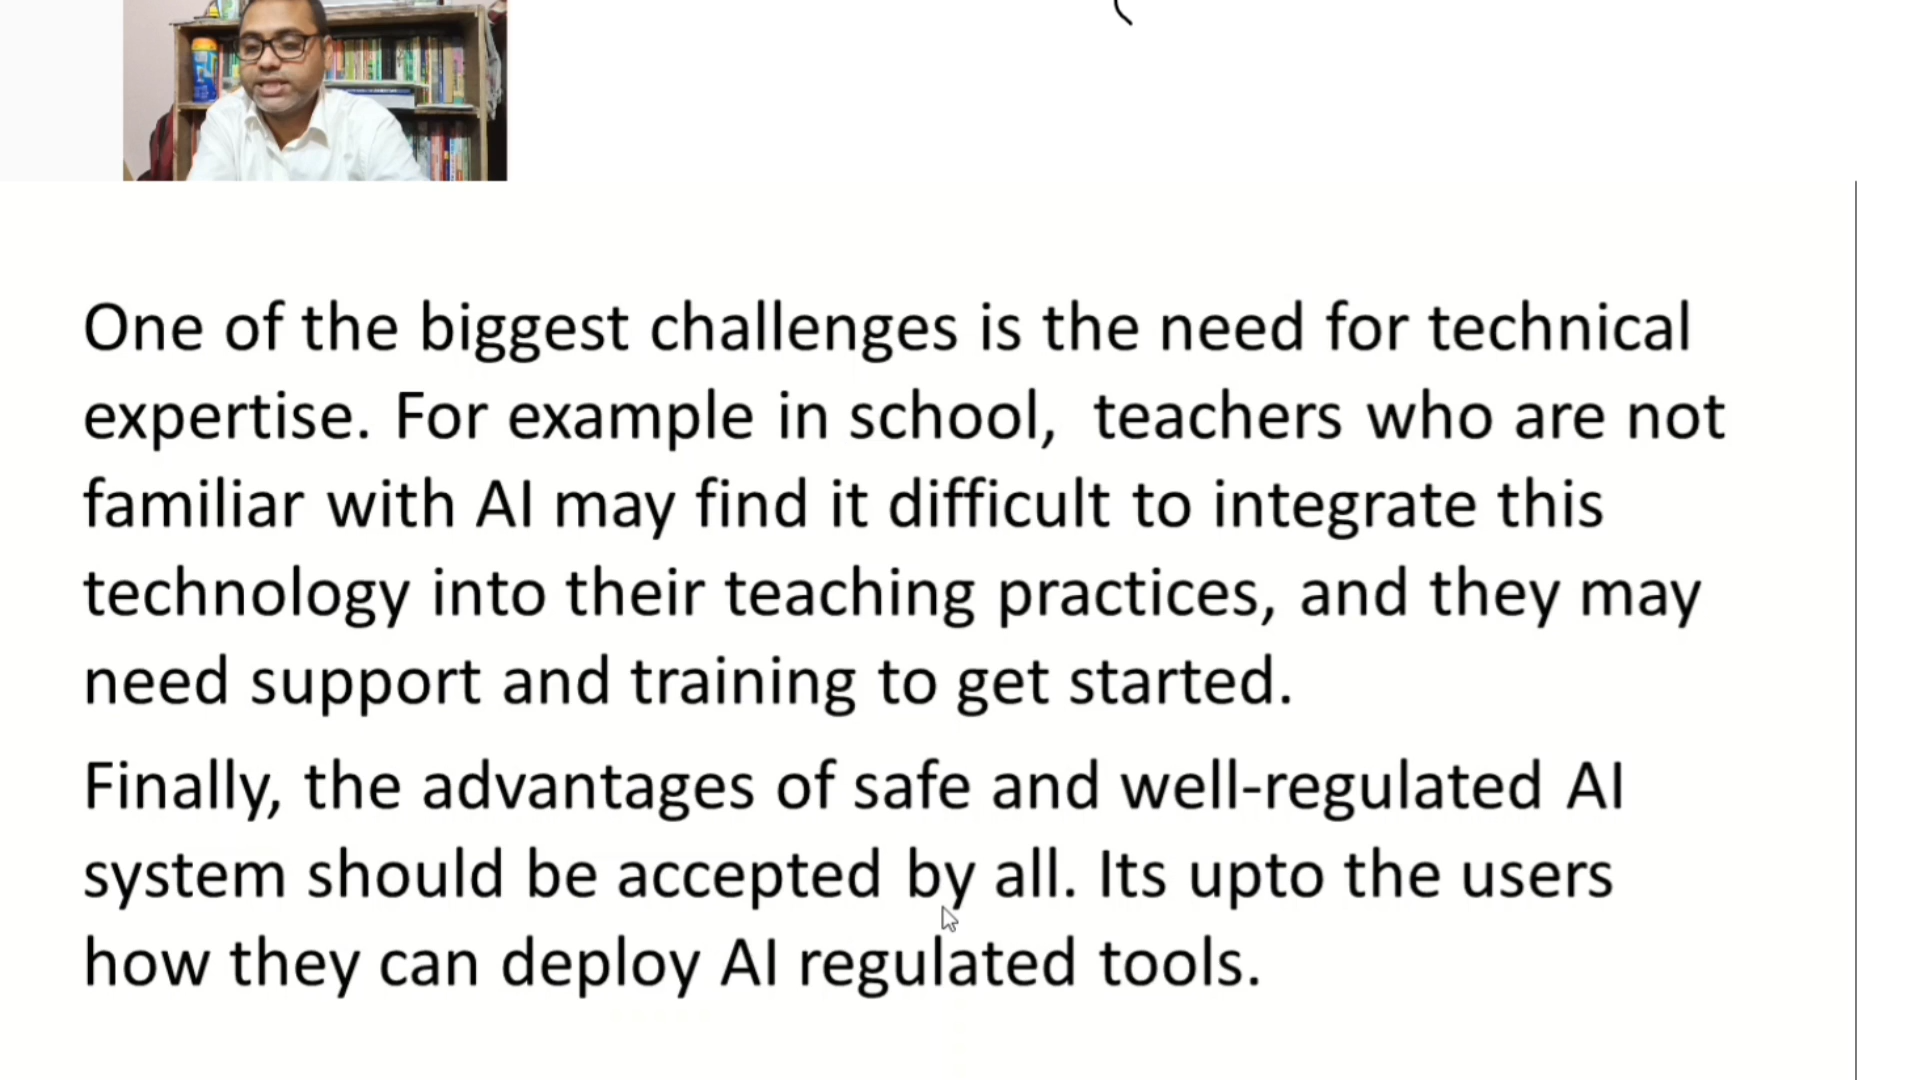 One of the biggest challenges is the need for technical
expertise. For example in school, teachers who are not
familiar with AI may find it difficult to integrate this
technology into their teaching practices, and they may
need support and training to get started.
Finally, the advantages of safe and well-regulated AI
system should be accepted by all. Its upto the users
how they can deploy AI regulated tools.